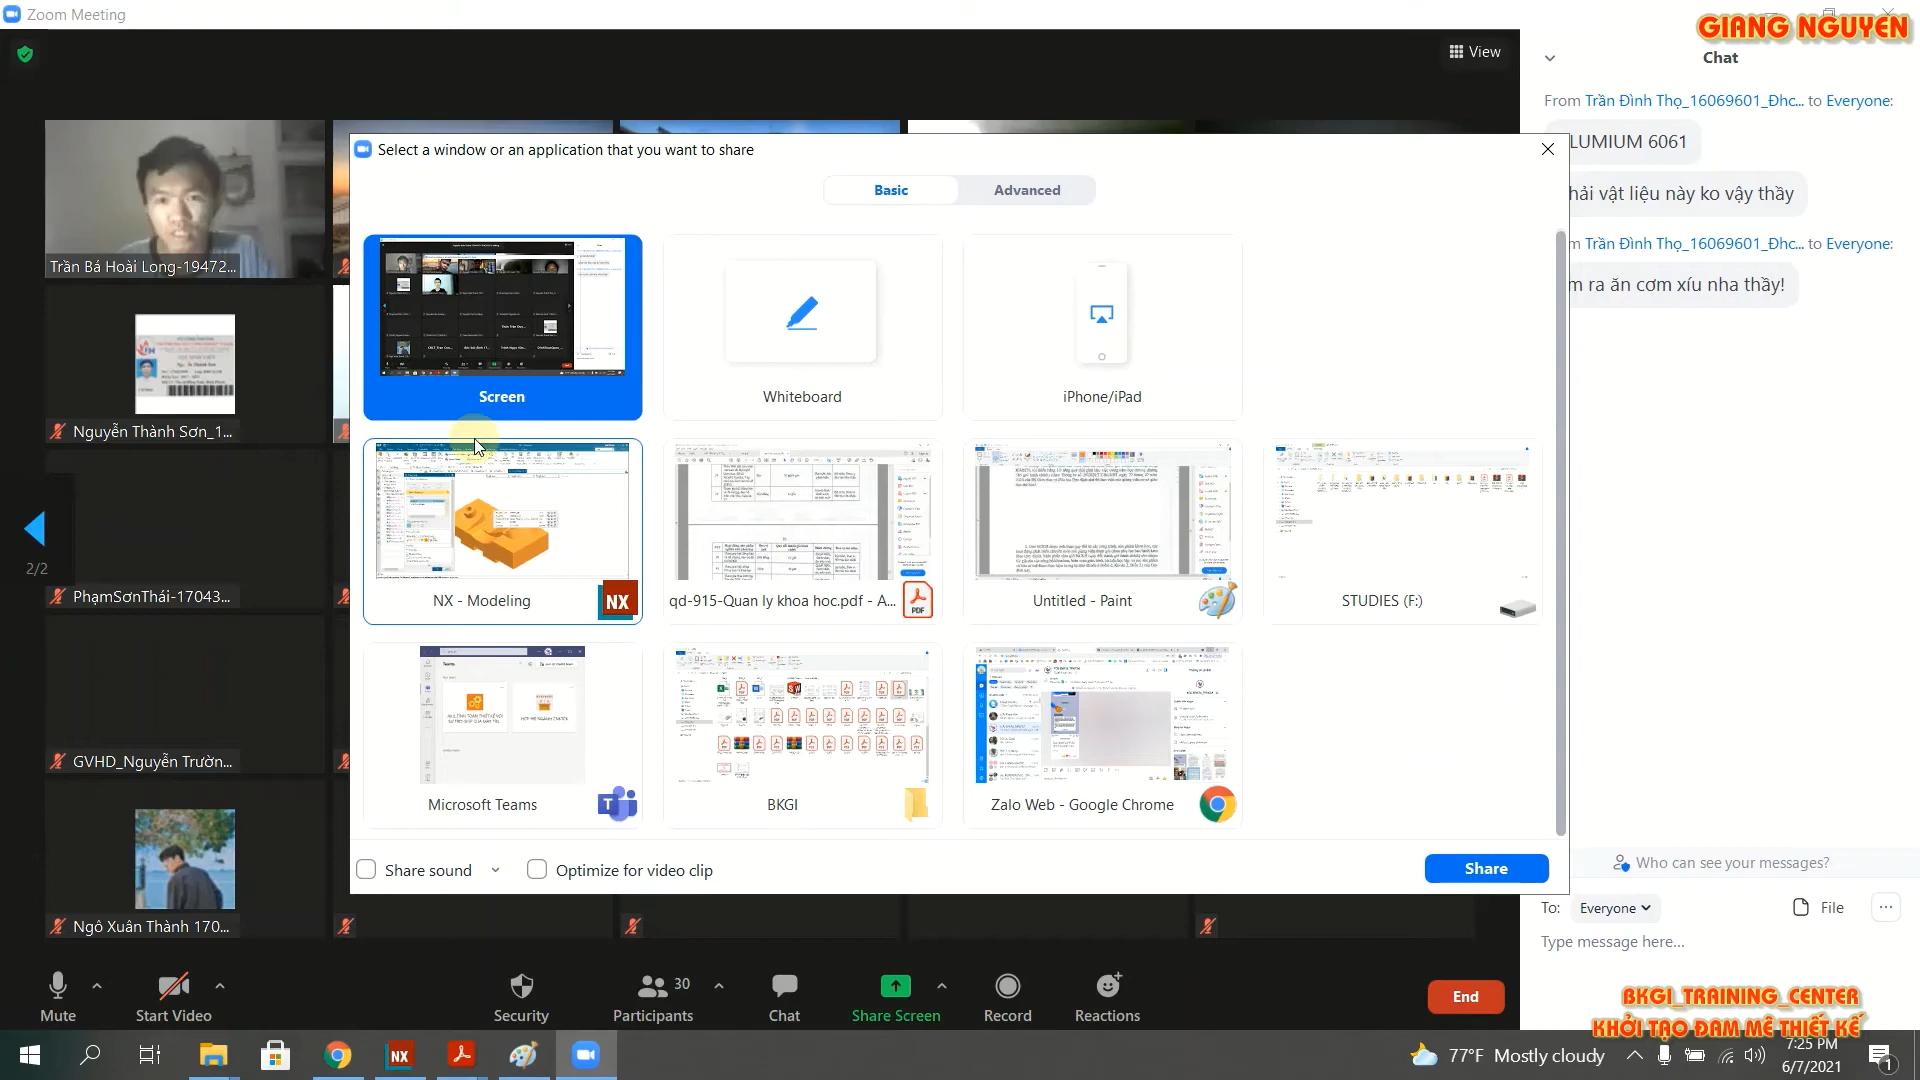 Zoom Meeting
GIANG NGUYEN
View
Chat
From Trần Đình Thọ_16069601_Đhc... to Everyone:
LUMIUM 6061
hải vật liệu này ko vậy thầy
Trần Đình Thọ_16069601_Đhc... to Everyone:
m ra ăn cơm xíu nha thầy!
Select a window or an application that you want to share
Basic
Advanced
Trần Bá Hoài Long-19472...
Screen
Whiteboard
iPhone/iPad
Nguyễn Thành Sơn_1...
2/2
PhạmSơnThái-17043...
NX - Modeling
NX
qd-915-Quan ly khoa hoc.pdf - A...
PDF
Untitled - Paint
STUDIES (F:)
GVHD_Nguyễn Trườn...
Teams
Microsoft Teams
BKGI
Zalo Web - Google Chrome
Share sound
Optimize for video clip
Share
Who can see your messages?
To: Everyone
File
Type message here...
Ngô Xuân Thành 170...
Mute
Start Video
Security
Participants
30
Chat
Share Screen
Record
Reactions
End
BKGI_TRAINING_CENTER
KHỞI TẠO ĐAM MÊ THIẾT KẾ
NX
77°F Mostly cloudy
7:25 PM
6/7/2021
1